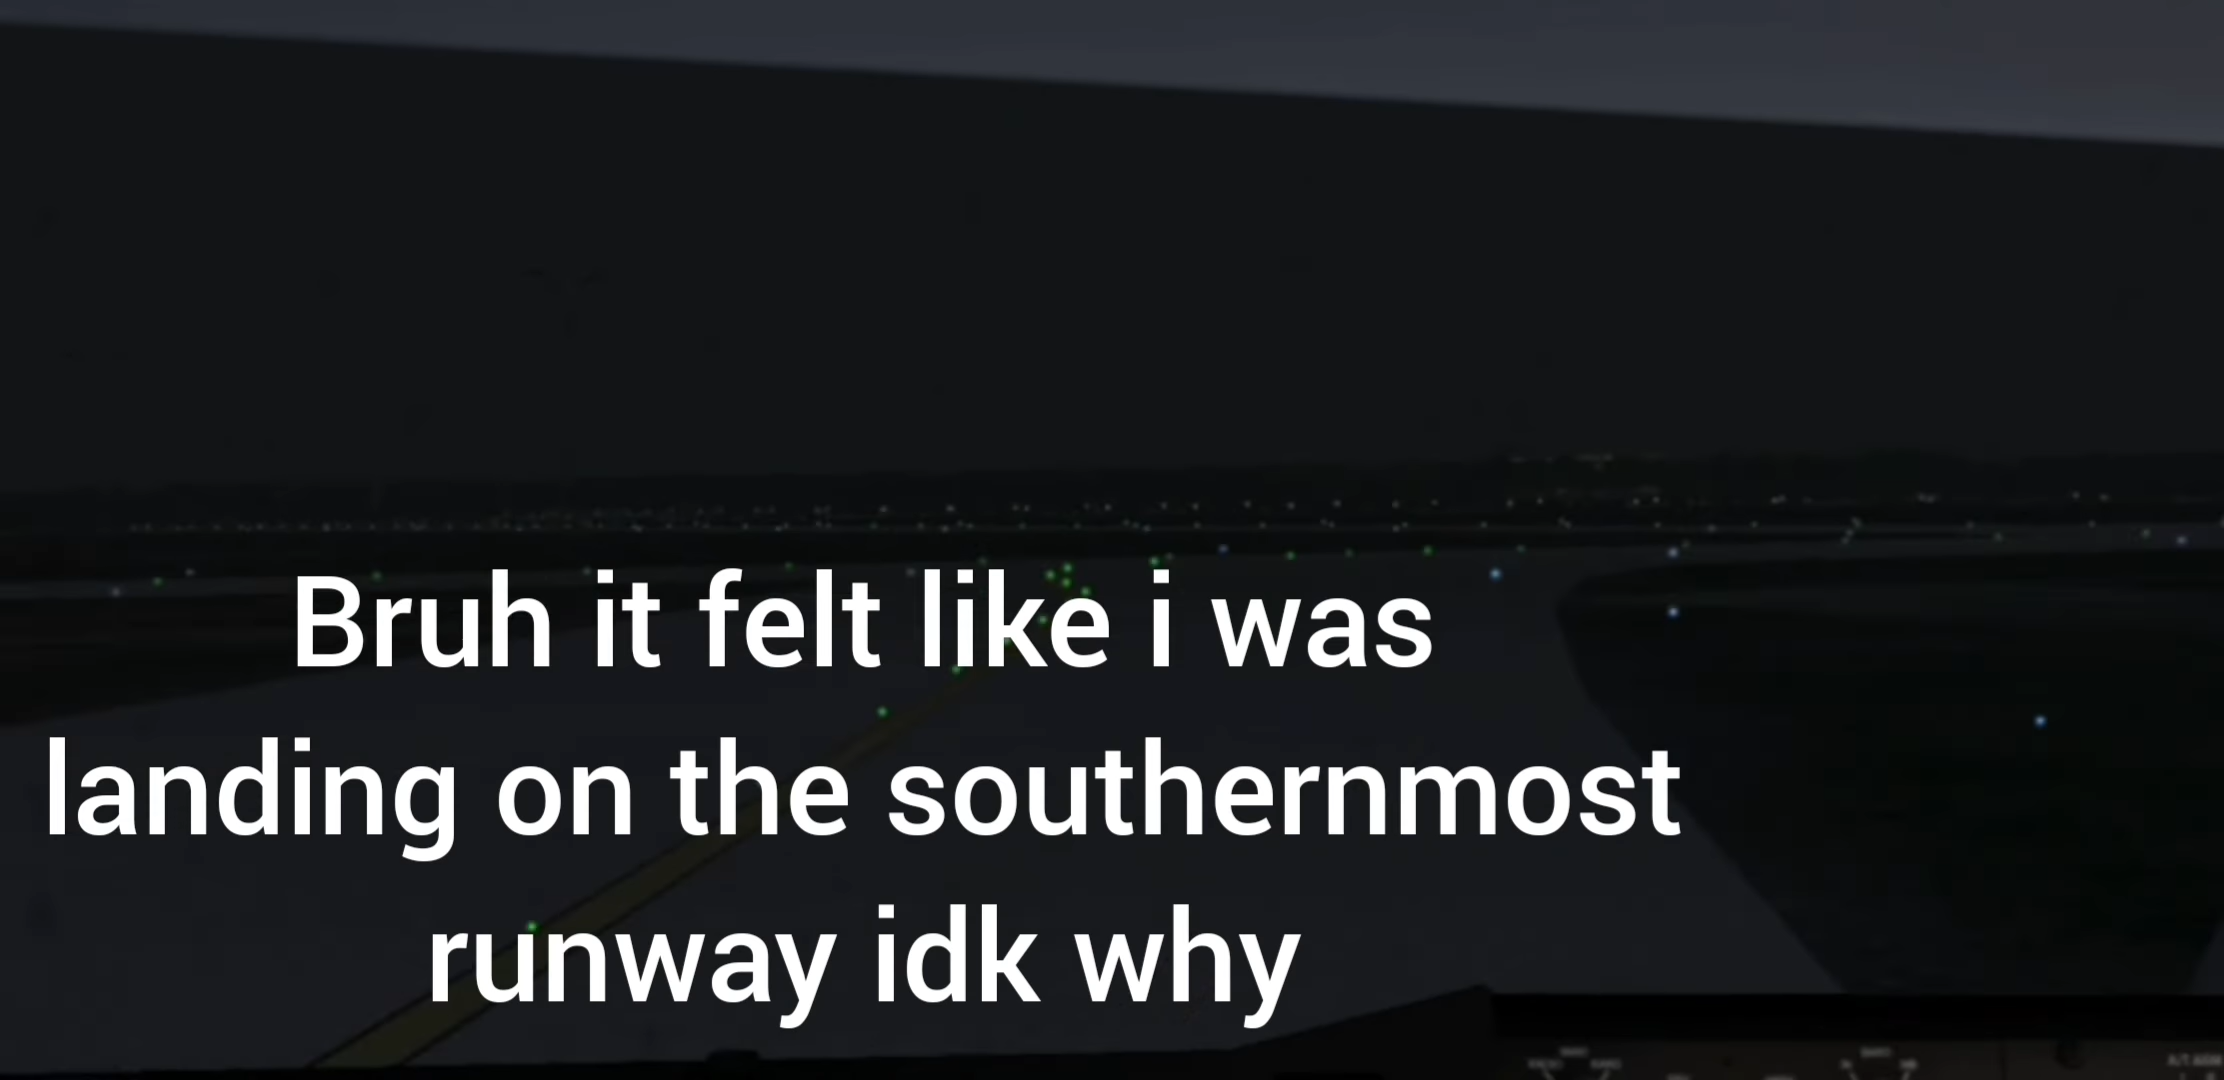 Bruh it felt like i was
landing on the southernmost
runway idk why